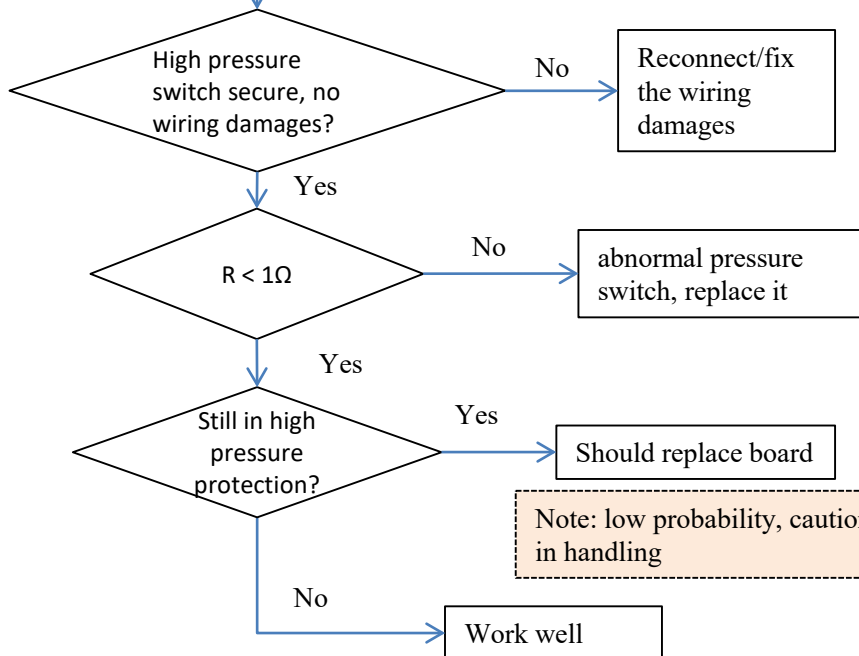 High pressure
switch secure, no
wiring damages?
No
Reconnect/fix
the wiring
damages
Yes
R < 1Ω
No
abnormal pressure
switch, replace it
Yes
Still in high
pressure
protection?
Yes
Should replace board
Note: low probability, caution
in handling
No
Work well